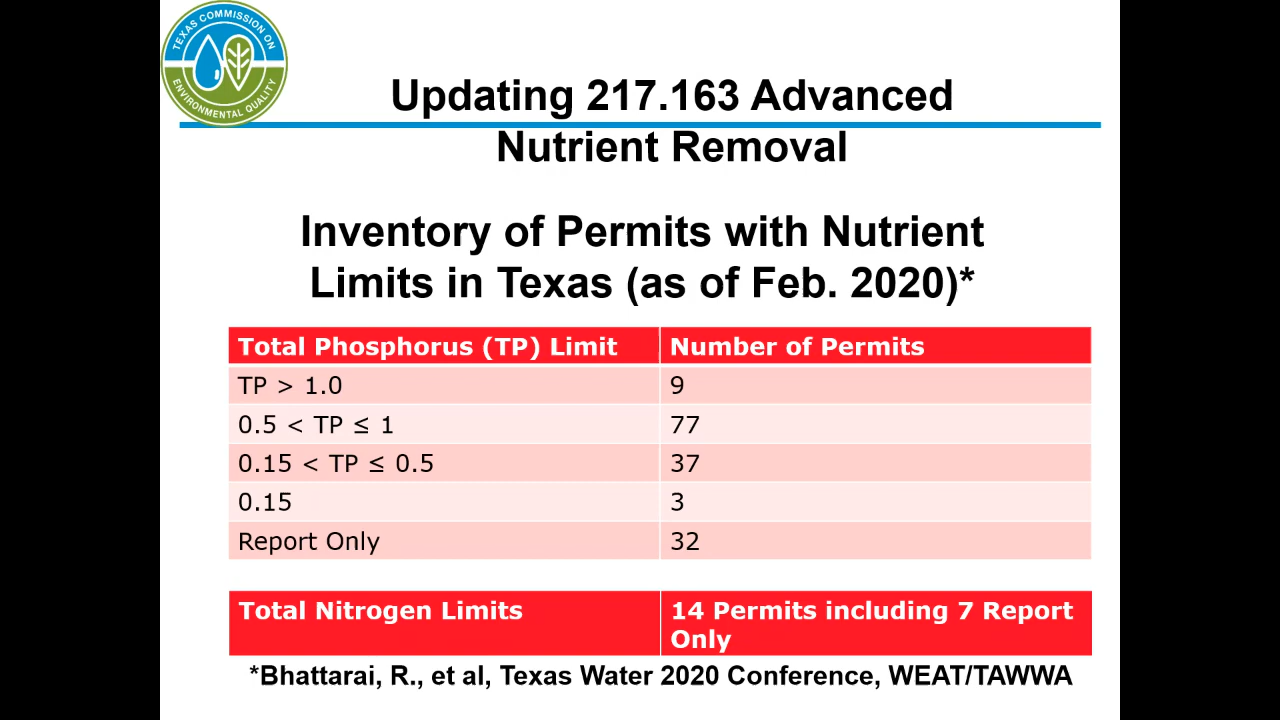 TEXAS COMMISSION ON
ENVIRONMENTAL QUALITY
Updating 217.163 Advanced
Nutrient Removal
Inventory of Permits with Nutrient
Limits in Texas (as of Feb. 2020)*
Total Phosphorus (TP) Limit Number of Permits
TP > 1.0 9
0.5 < TP ≤ 1 77
0.15 < TP ≤ 0.5 37
0.15 3
Report Only 32
Total Nitrogen Limits 14 Permits including 7 Report
Only
*Bhattarai, R., et al, Texas Water 2020 Conference, WEAT/TAWWA